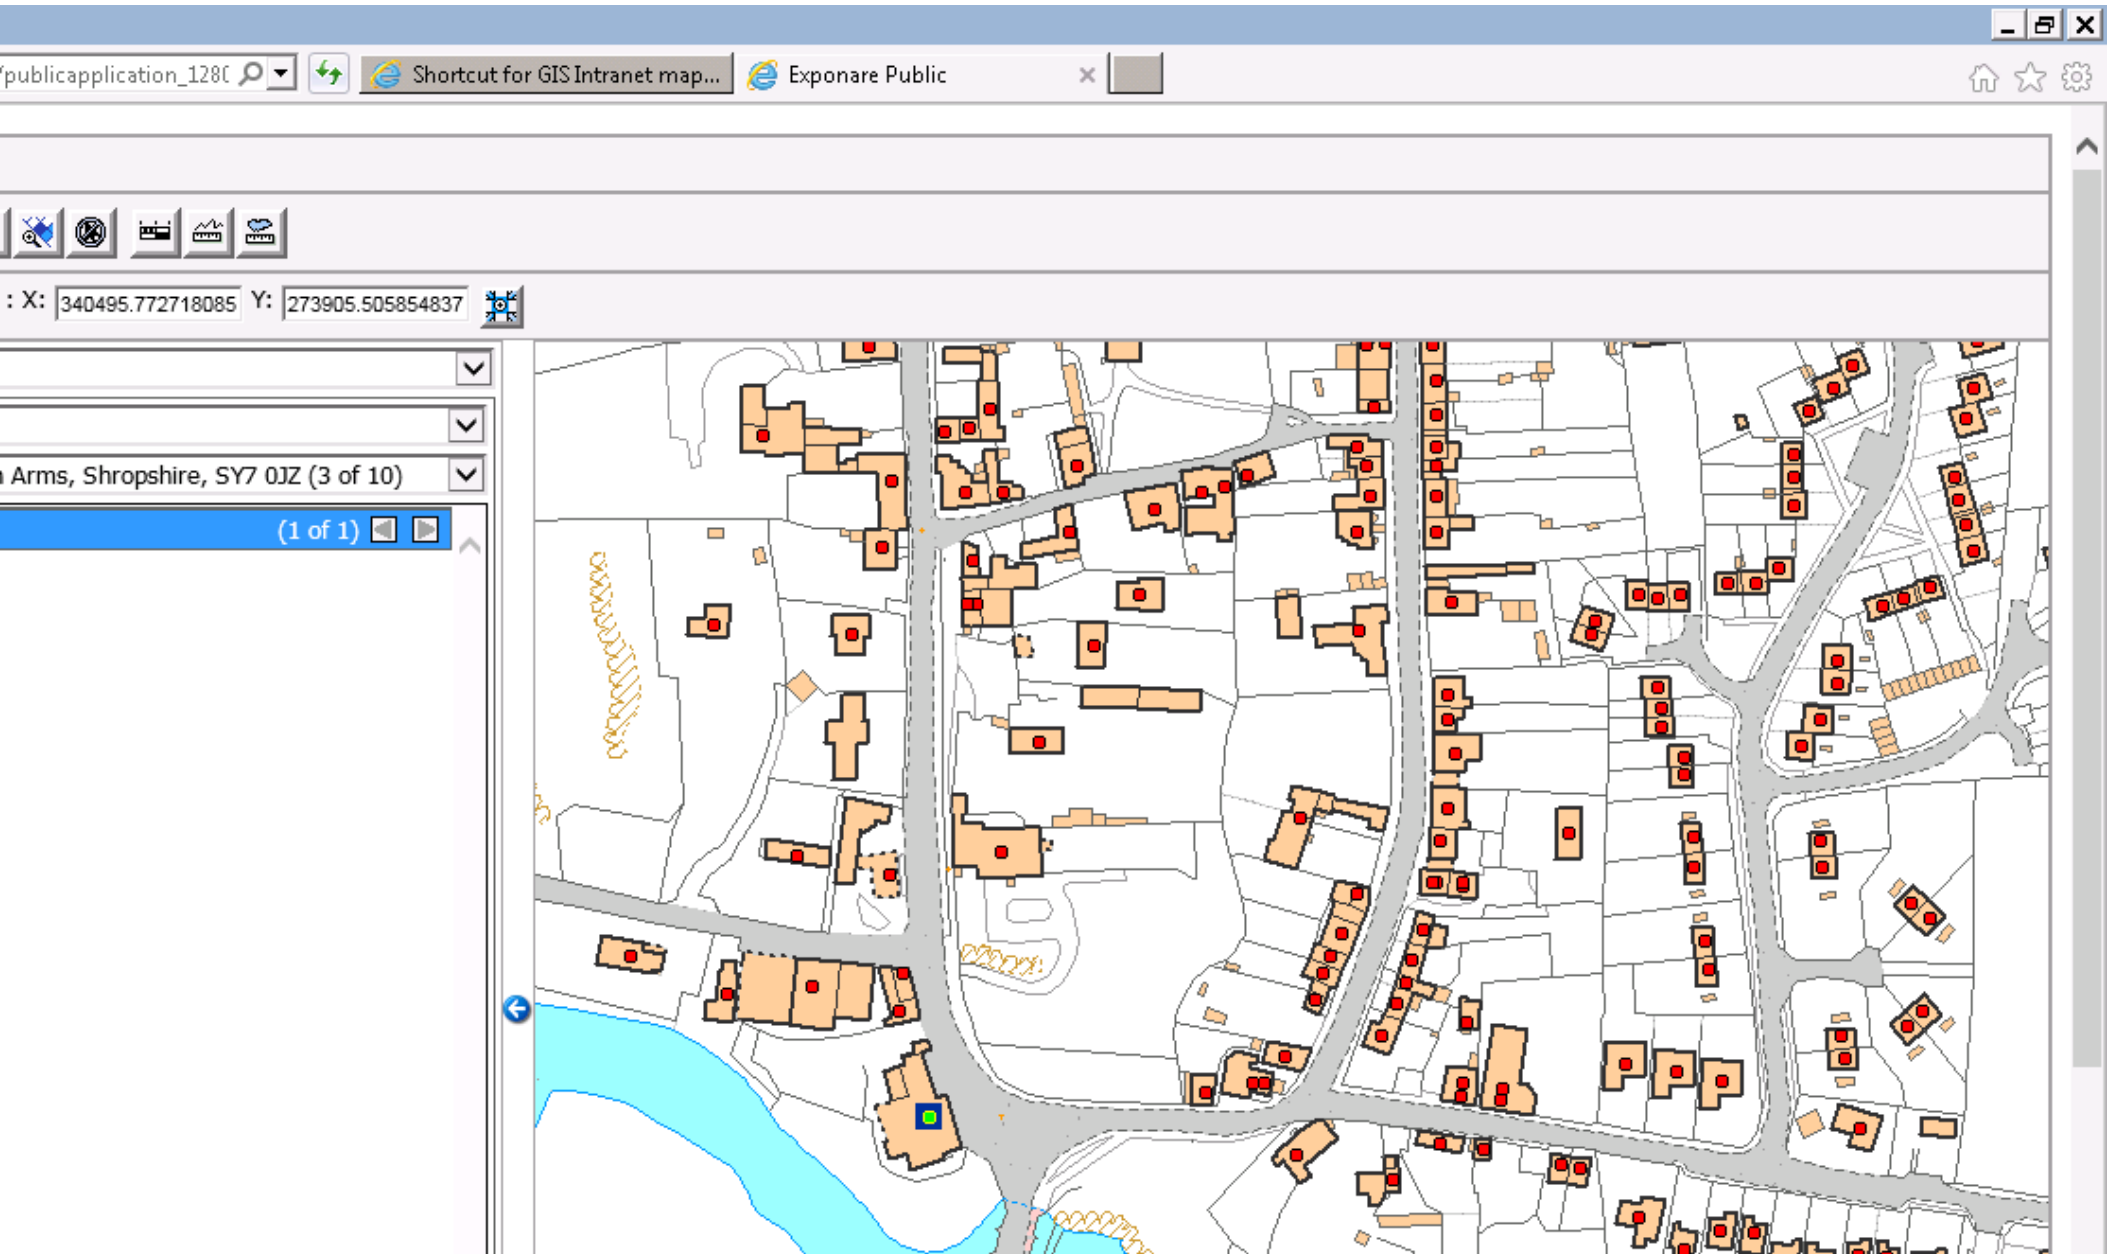 /publicapplication_128
Shortcut for GIS Intranet map...
Exponare Public
: X: 340495.772718085 Y: 273905.505854837
Arms, Shropshire, SY7 0JZ (3 of 10)
(1 of 1)